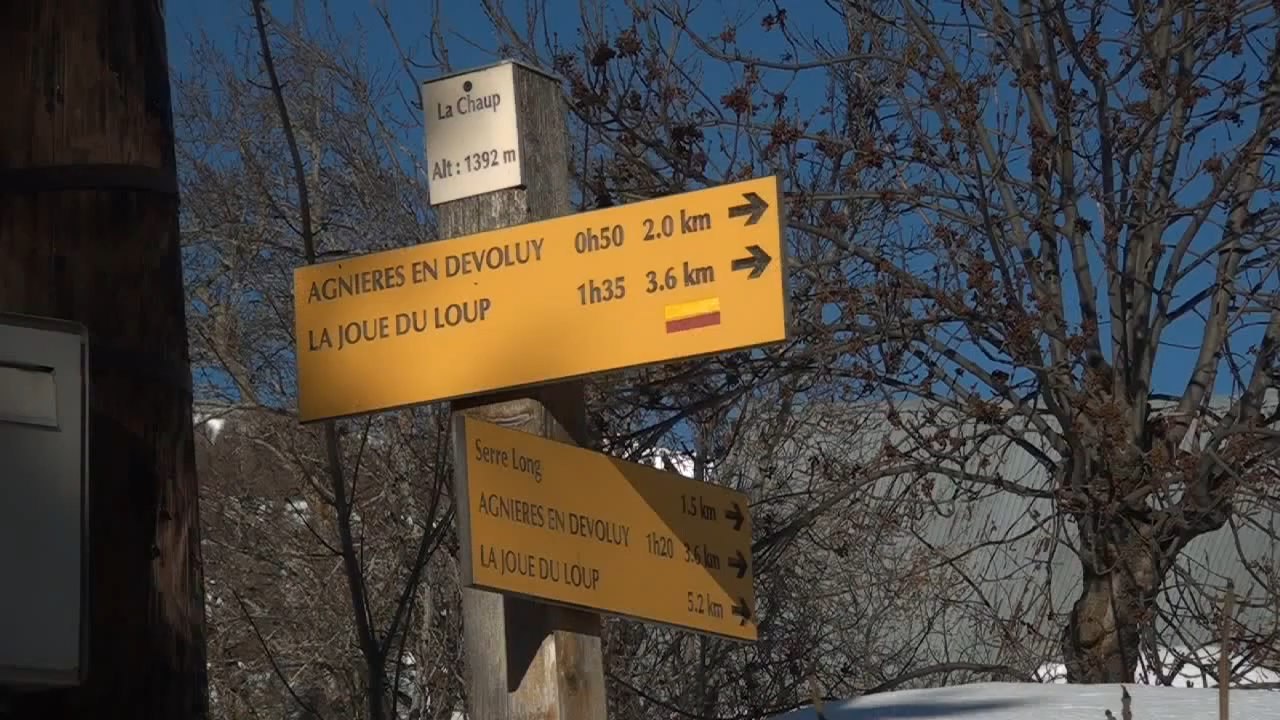 La Chaup
Alt : 1392 m
AGNIERES EN DEVOLUY 0h50 2.0 km
LA JOUE DU LOUP 1h35 3.6 km
Serre Long 1.5 km
AGNIERES EN DEVOLUY 1h20 3.6 km
LA JOUE DU LOUP 5.2 km